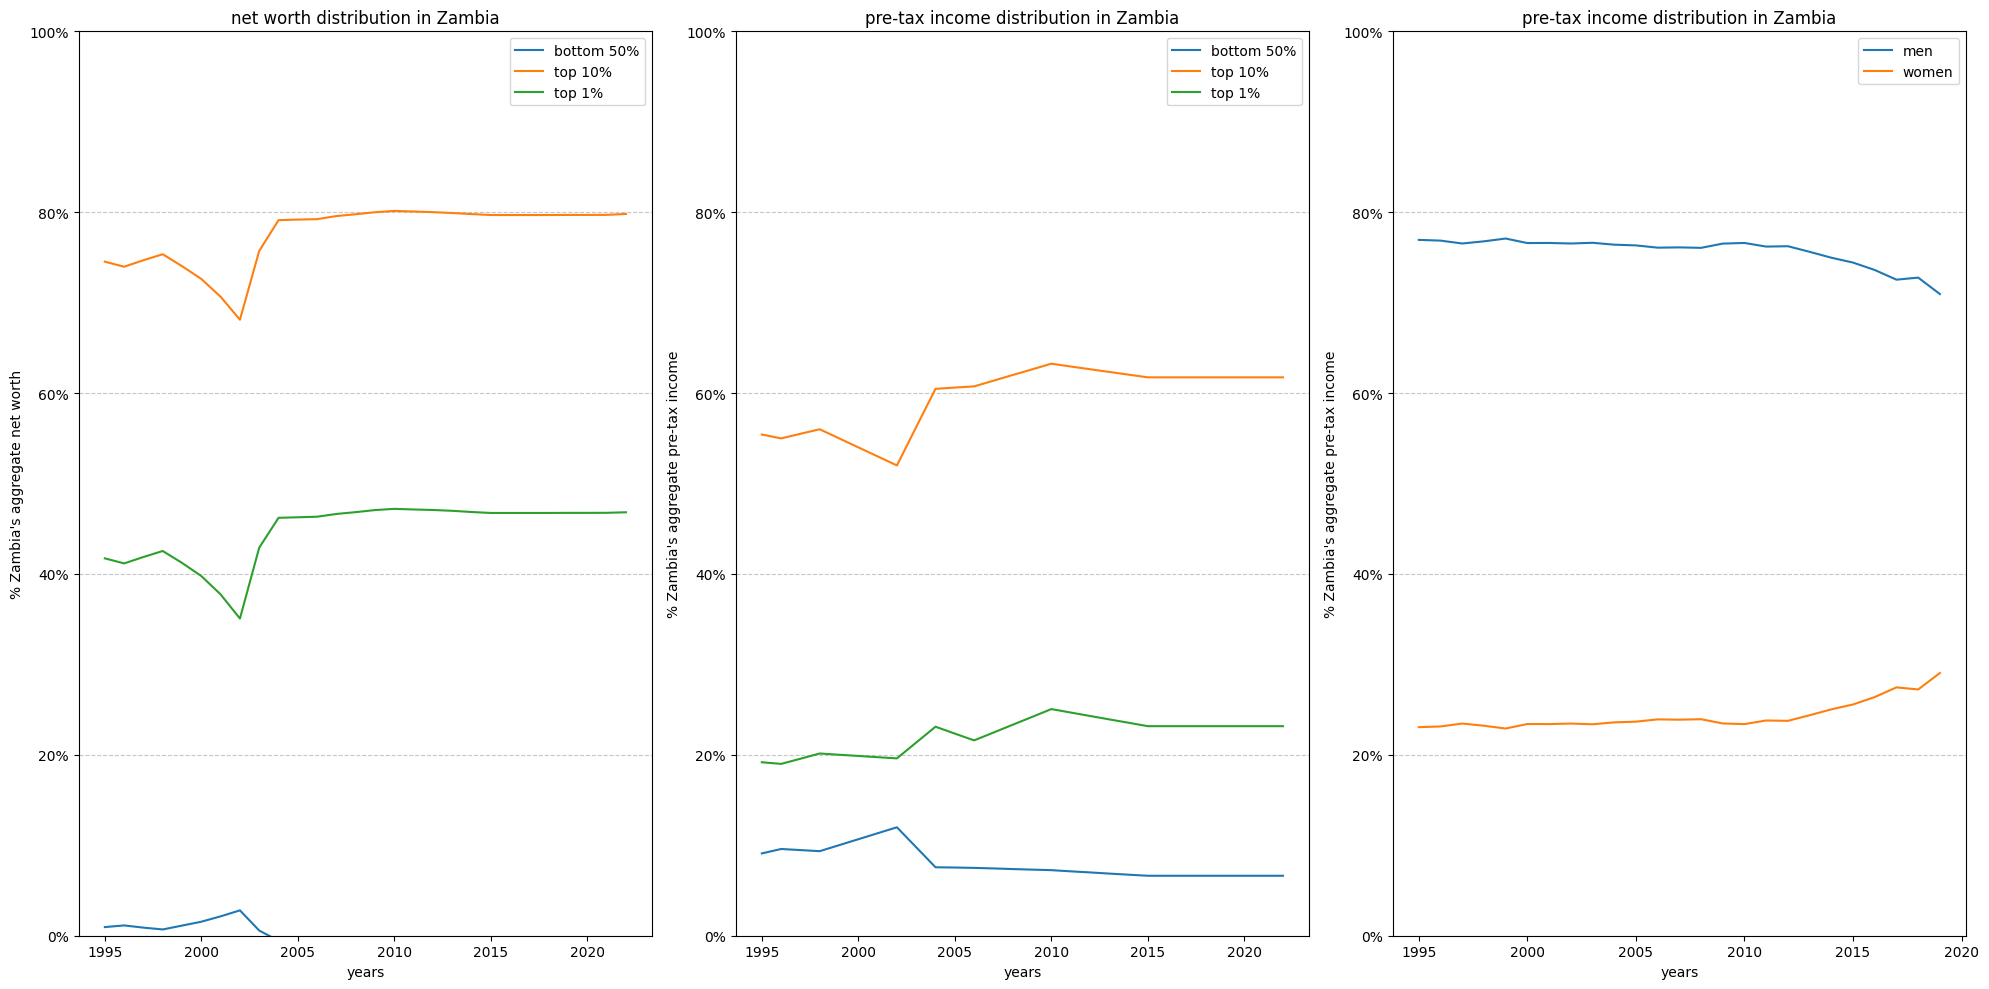 net worth distribution in Zambia
% Zambia's aggregate net worth
100%
80%
60%
40%
20%
0%
bottom 50%
top 10%
top 1%
1995
2000
2005
2010
2015
2020
years
pre-tax income distribution in Zambia
% Zambia's aggregate pre-tax income
100%
80%
60%
40%
20%
0%
bottom 50%
top 10%
top 1%
1995
2000
2005
2010
2015
2020
years
pre-tax income distribution in Zambia
% Zambia's aggregate pre-tax income
100%
80%
60%
40%
20%
0%
men
women
1995
2000
2005
2010
2015
2020
years